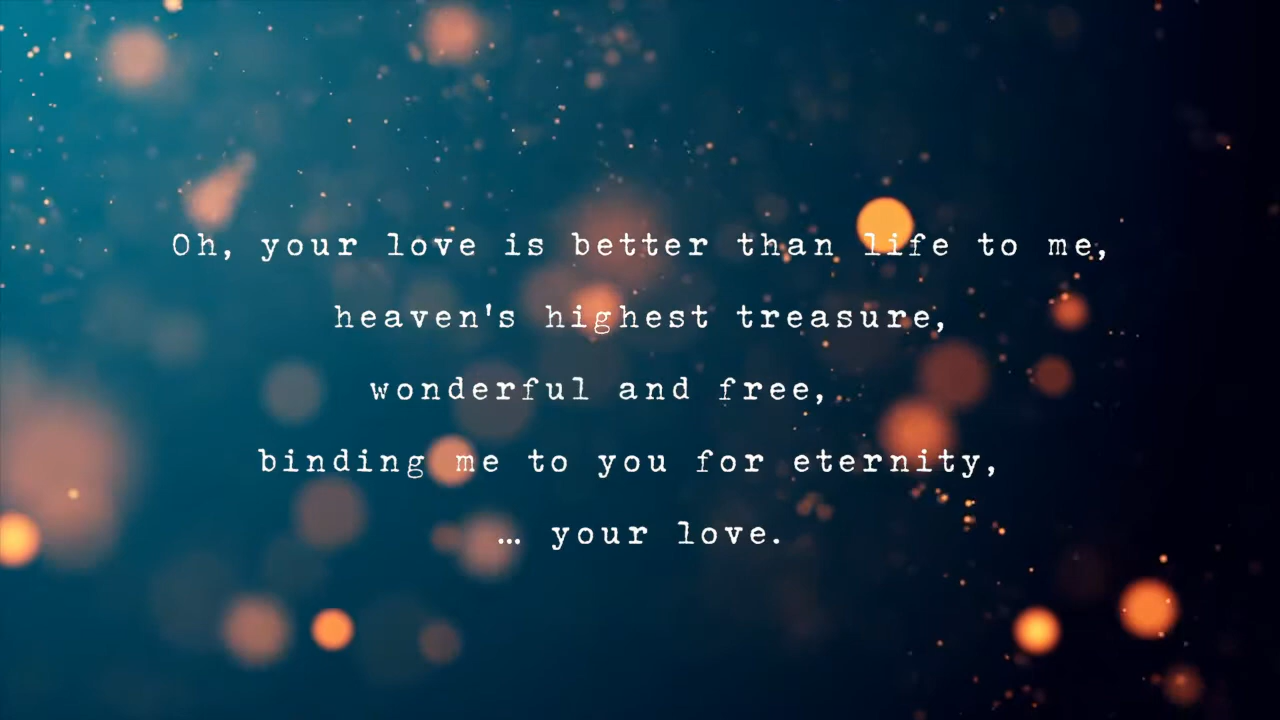 Oh, your love is better than life to me,
heaven's highest treasure,
wonderful and free,
binding me to you for eternity,
… your love.